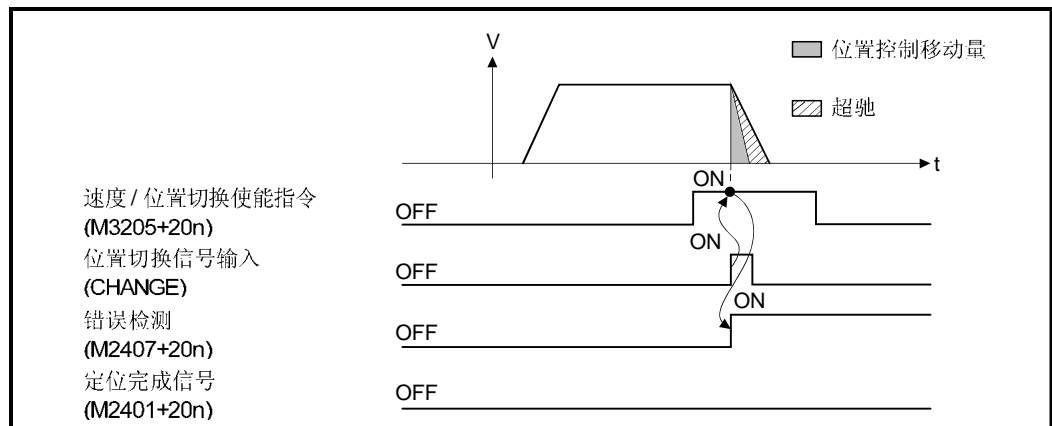 V
位置控制移动量
超驰
t
ON
速度 / 位置切换使能指令
OFF
(M3205+20n)
ON
位置切换信号输入
OFF
(CHANGE)
ON
错误检测
OFF
(M2407+20n)
定位完成信号
OFF
(M2401+20n)